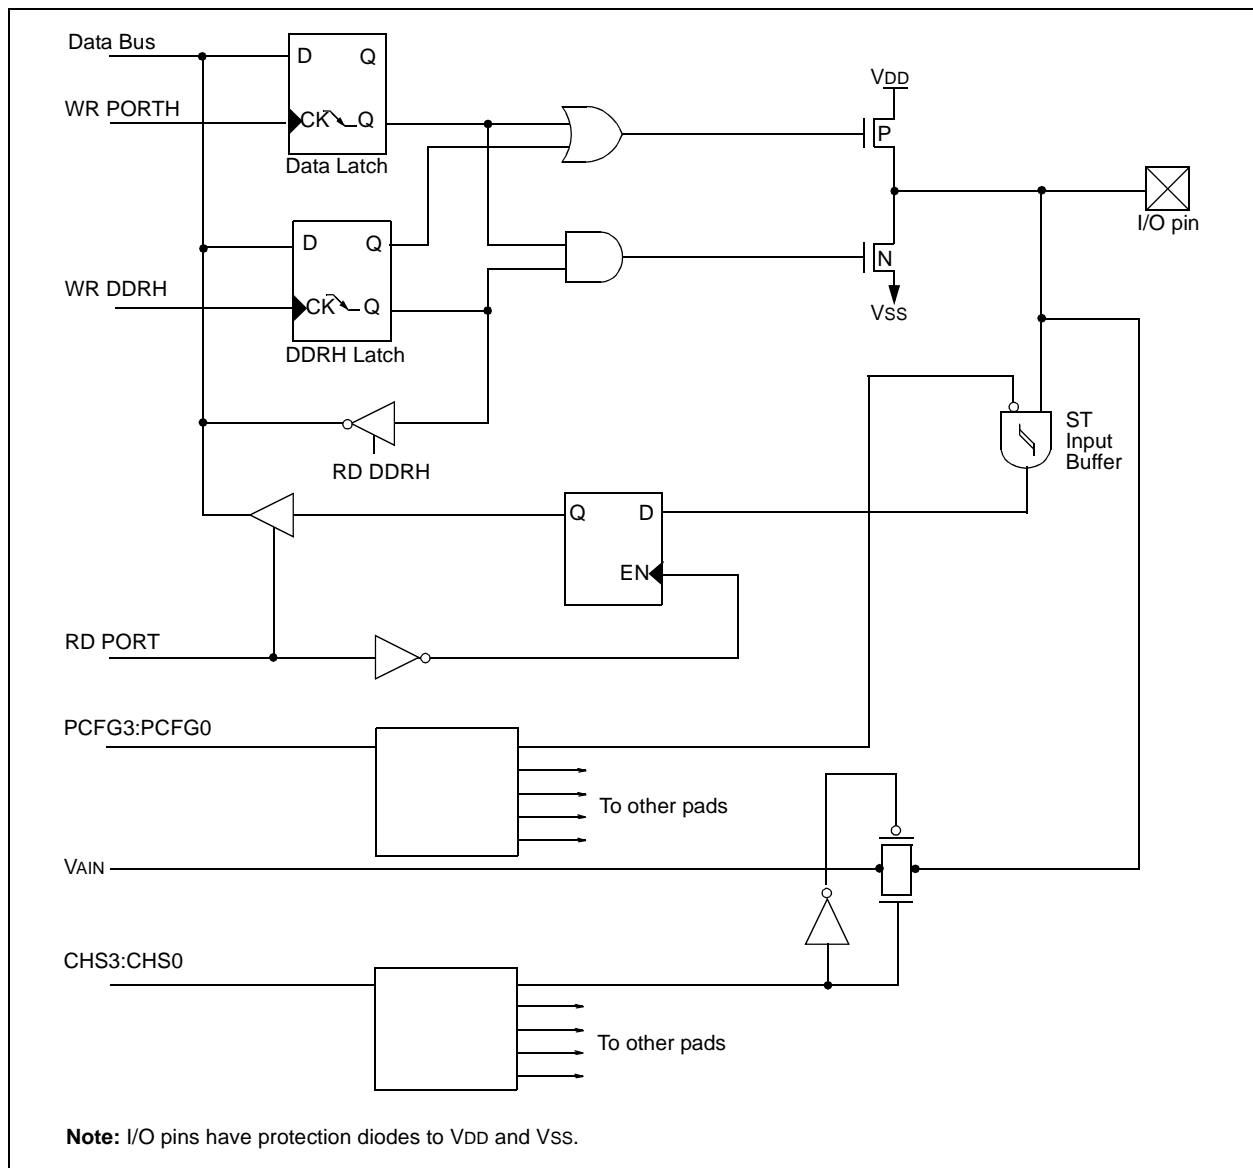 Data Bus
D Q
VDD
WR PORTH
CK Q
P
Data Latch
I/O pin
D Q
N
WR DDRH
CK Q
VSS
DDRH Latch
ST
Input
Buffer
RD DDRH
Q D
EN
RD PORT
PCFG3:PCFG0
To other pads
VAIN
CHS3:CHS0
To other pads
Note: I/O pins have protection diodes to VDD and VSS.